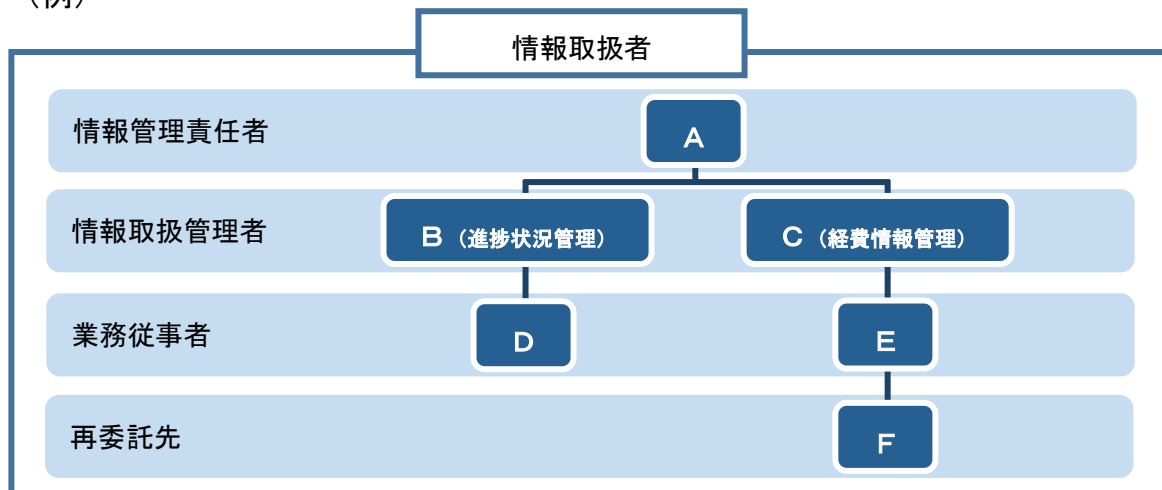 （例）
情報取扱者
情報管理責任者
A
情報取扱管理者
B（進捗状況管理）
C（経費情報管理）
業務従事者
D
E
再委託先
F